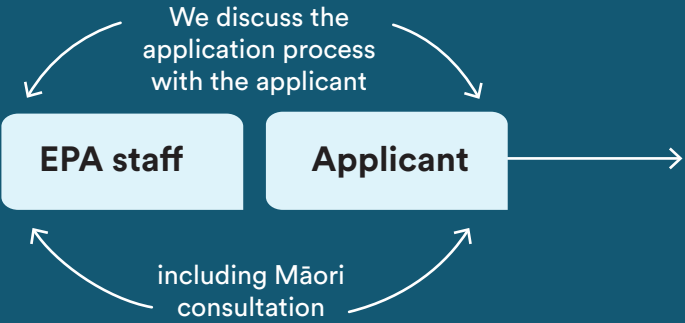 We discuss the
application process
with the applicant
EPA staff
Applicant
including Māori
consultation